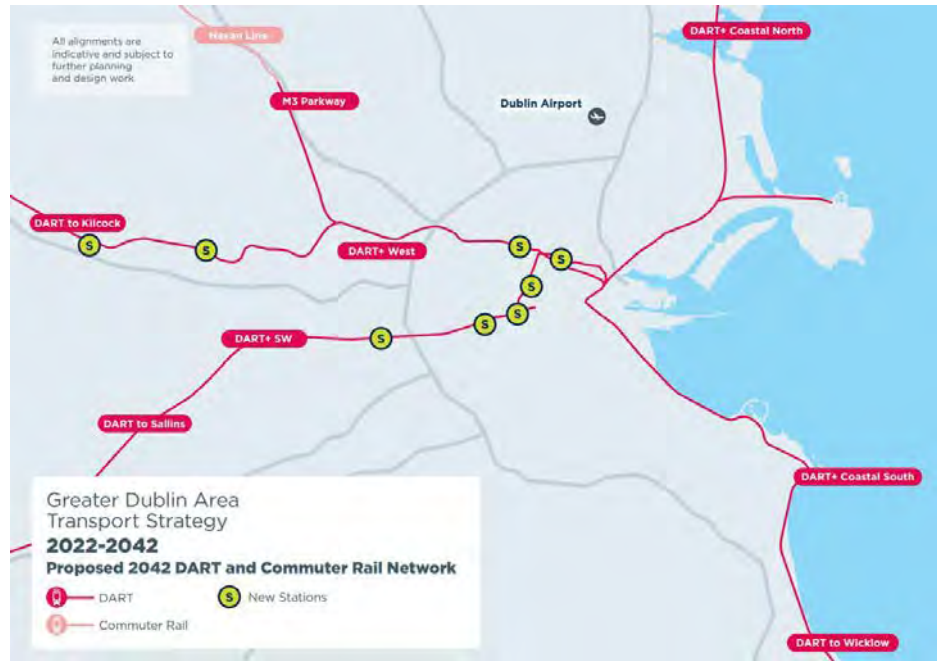 All alignments are
indicative and subject to
further planning
and design work
Navan Line
M3 Parkway
DART+ Coastal North
Dublin Airport
DART to Kilcock
DART+ West
S
S
S
S
S
S
S
S
DART+ SW
DART to Sallins
DART+ Coastal South
DART to Wicklow
Greater Dublin Area
Transport Strategy
2022-2042
Proposed 2042 DART and Commuter Rail Network
DART
S New Stations
Commuter Rail